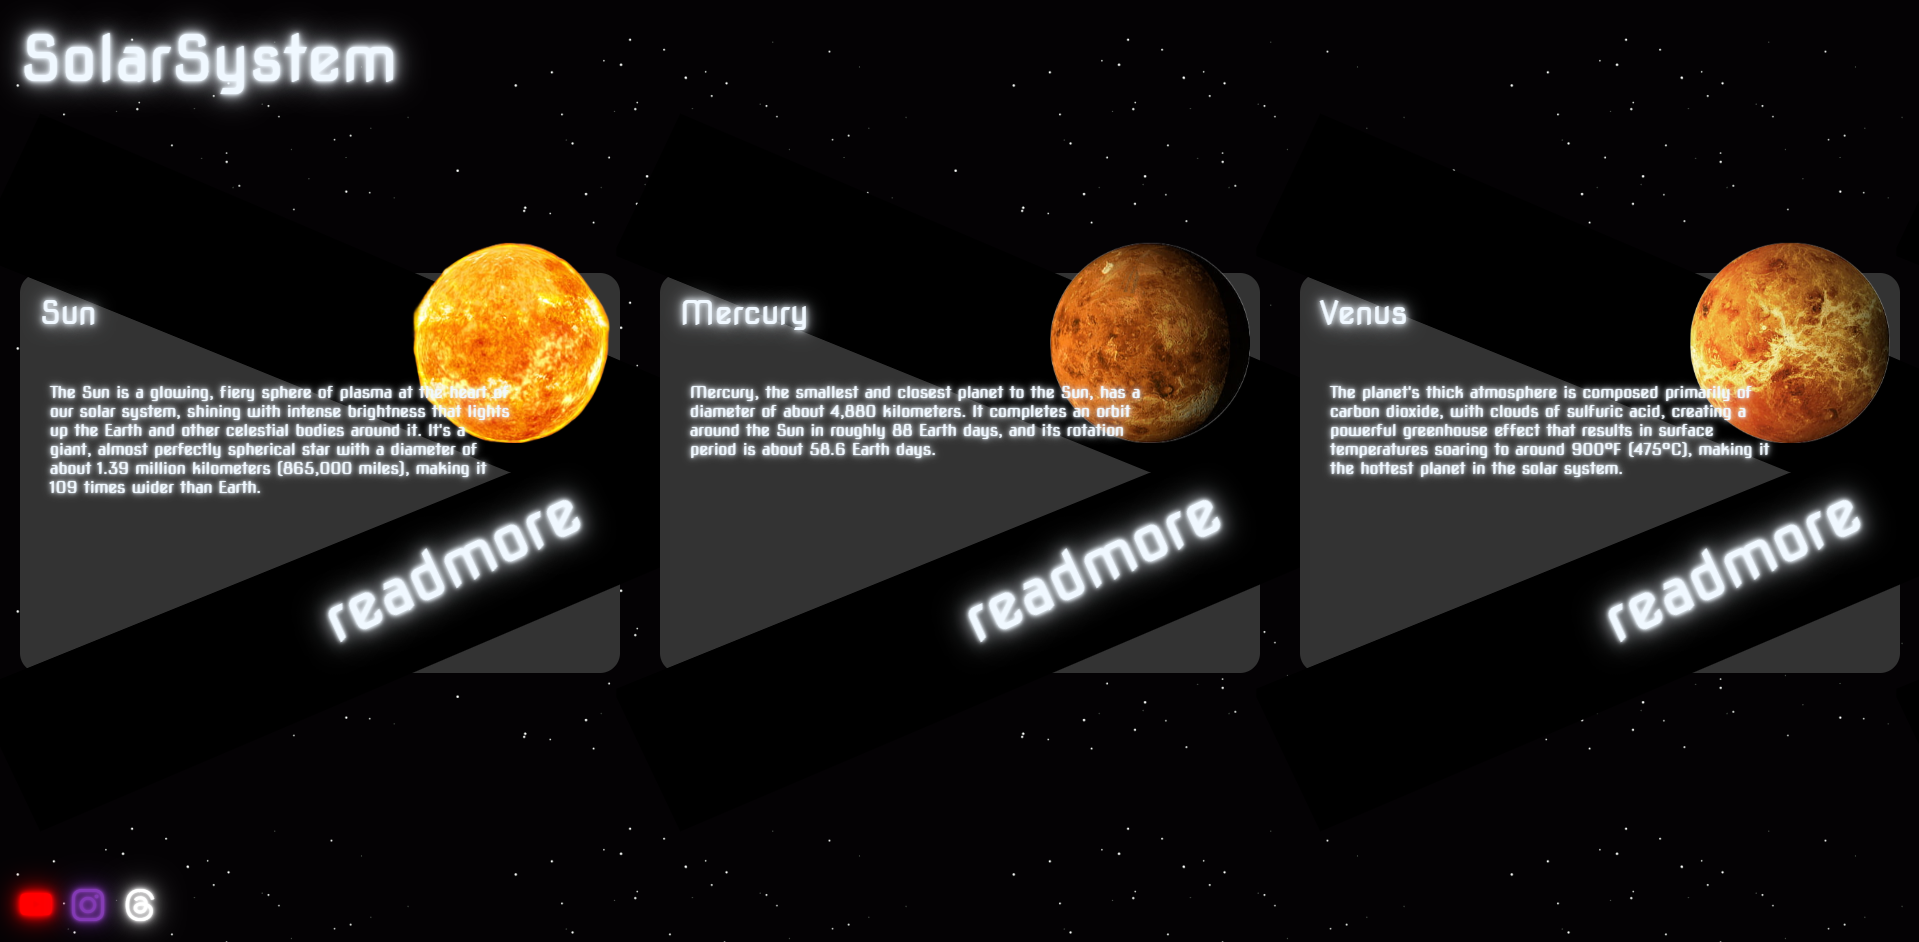 SolarSystem
Sun
The Sun is a glowing, fiery sphere of plasma at the heart of
our solar system, shining with intense brightness that lights
up the Earth and other celestial bodies around it. It's a
giant, almost perfectly spherical star with a diameter of
about 1.39 million kilometers (865,000 miles), making it
109 times wider than Earth.
readmore
Mercury
Mercury, the smallest and closest planet to the Sun, has a
diameter of about 4,880 kilometers. It completes an orbit
around the Sun in roughly 88 Earth days, and its rotation
period is about 58.6 Earth days.
readmore
Venus
The planet's thick atmosphere is composed primarily of
carbon dioxide, with clouds of sulfuric acid, creating a
powerful greenhouse effect that results in surface
temperatures soaring to around 900°F (475°C), making it
the hottest planet in the solar system.
readmore